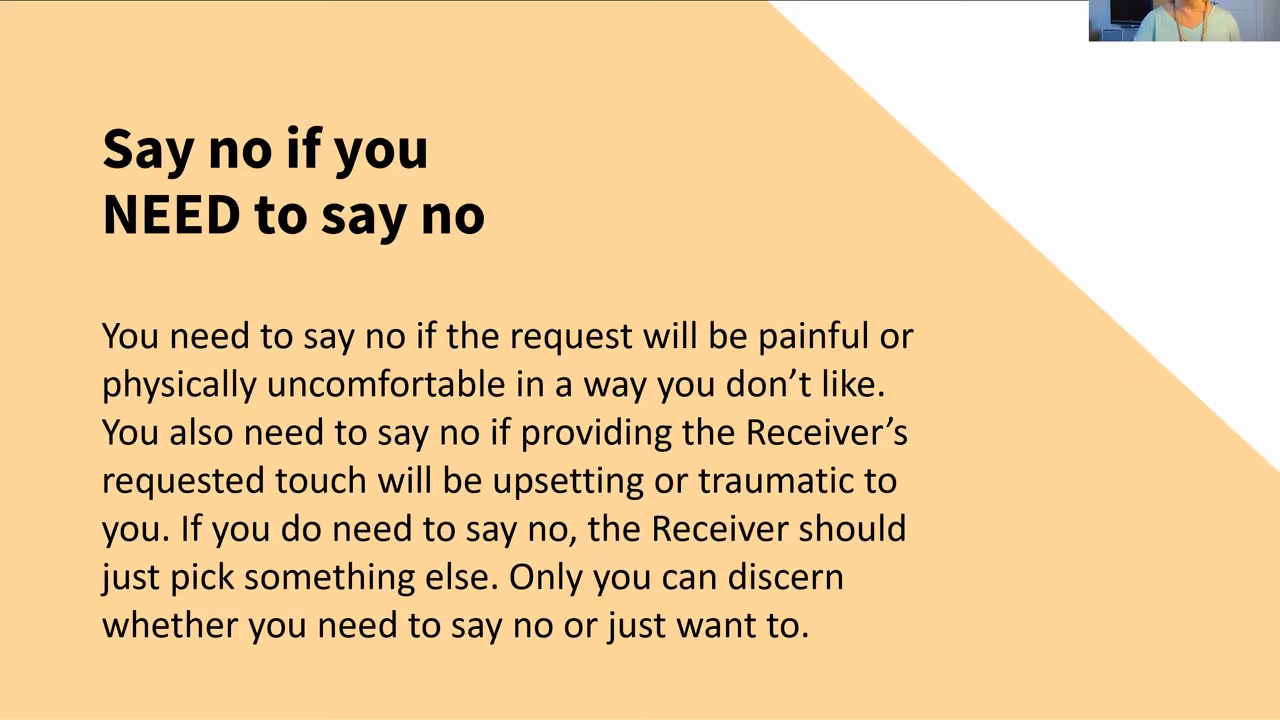 Say no if you
NEED to say no
You need to say no if the request will be painful or
physically uncomfortable in a way you don’t like.
You also need to say no if providing the Receiver’s
requested touch will be upsetting or traumatic to
you. If you do need to say no, the Receiver should
just pick something else. Only you can discern
whether you need to say no or just want to.